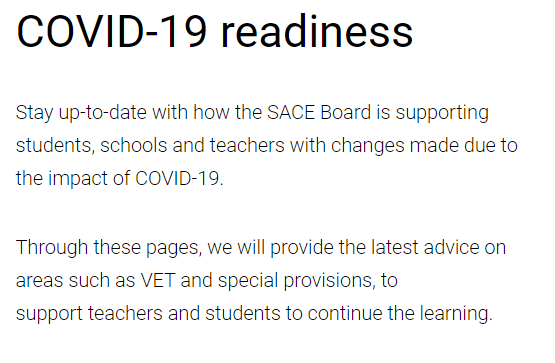 COVID-19 readiness
Stay up-to-date with how the SACE Board is supporting
students, schools and teachers with changes made due to
the impact of COVID-19.
Through these pages, we will provide the latest advice on
areas such as VET and special provisions, to
support teachers and students to continue the learning.